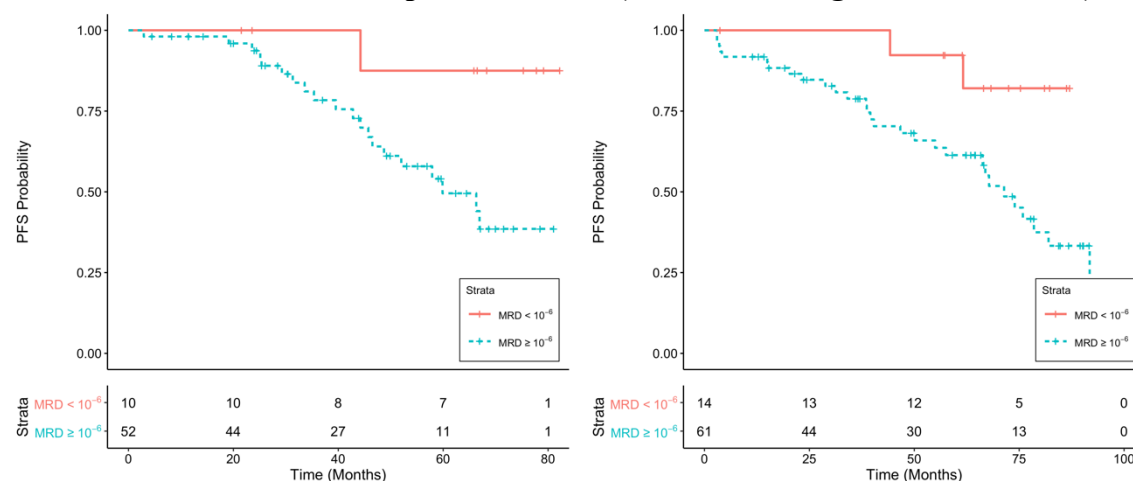 1.00
0.75
0.50
0.25
0.00
PFS Probability
Strata
MRD < 10⁻⁶
MRD ≥ 10⁻⁶
Strata
MRD < 10⁻⁶ 10 10 8 7 1
MRD ≥ 10⁻⁶ 52 44 27 11 1
0 20 40 60 80
Time (Months)
1.00
0.75
0.50
0.25
0.00
PFS Probability
Strata
MRD < 10⁻⁶
MRD ≥ 10⁻⁶
Strata
MRD < 10⁻⁶ 14 13 12 5 0
MRD ≥ 10⁻⁶ 61 44 30 13 0
0 25 50 75 100
Time (Months)